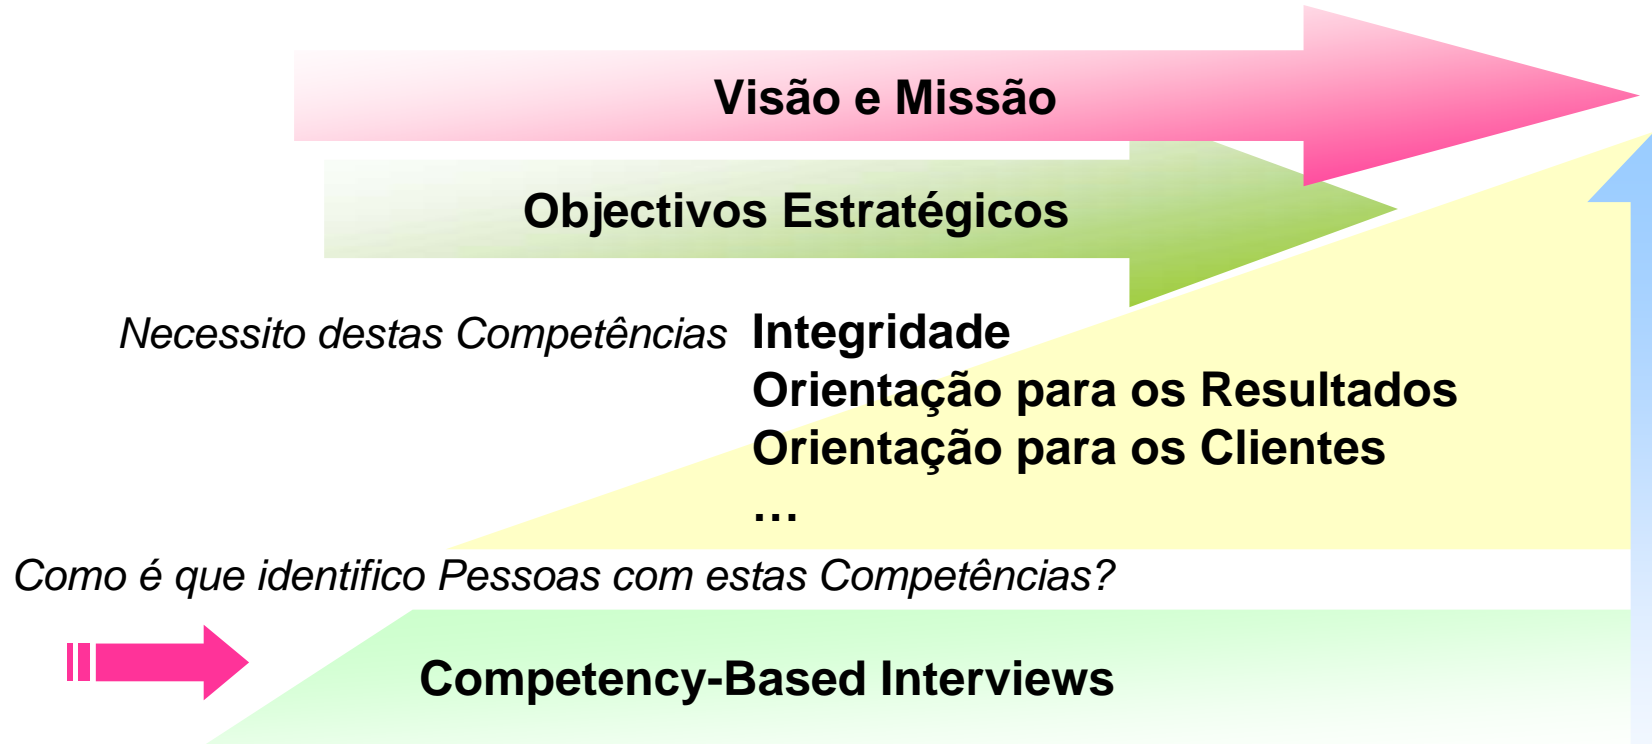 Visão e Missão
Objectivos Estratégicos
Necessito destas Competências Integridade
Orientação para os Resultados
Orientação para os Clientes
…
Como é que identifico Pessoas com estas Competências?
Competency-Based Interviews